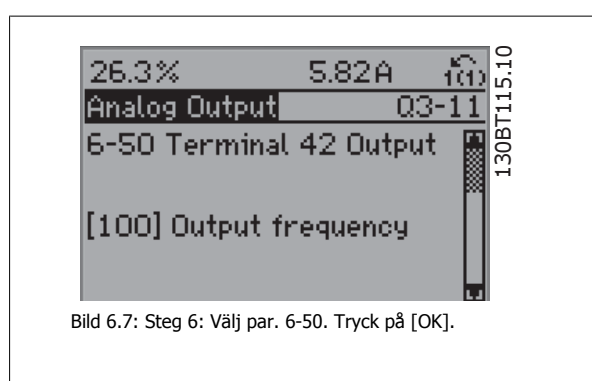 26.3% 5.82A 1(1)
Analog Output Q3-11
6-50 Terminal 42 Output
[100] Output frequency
130BT115.10
Bild 6.7: Steg 6: Välj par. 6-50. Tryck på [OK].